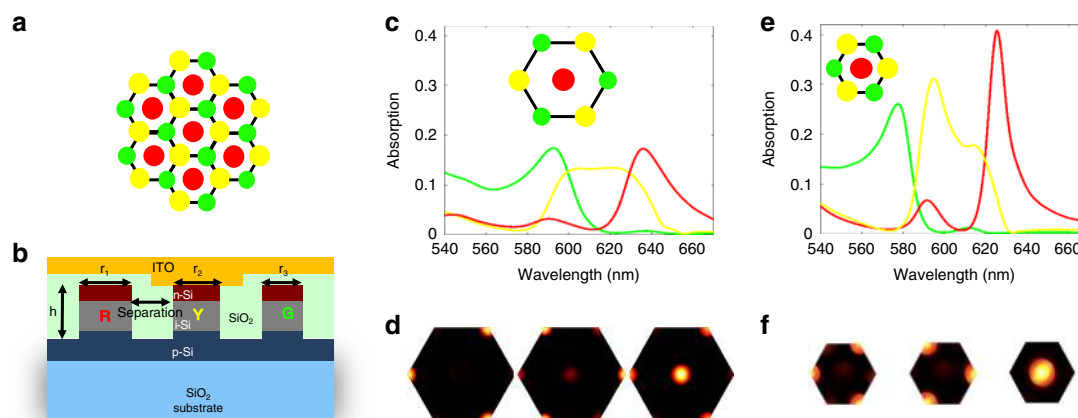 a
b
r1
ITO
r2
r3
h
n-Si
Separation
R
Y
G
i-Si
SiO2
p-Si
SiO2
substrate
c
0.4
0.3
0.2
0.1
0
Absorption
540 560 580 600 620 640 660
Wavelength (nm)
d
e
0.4
0.3
0.2
0.1
0
Absorption
540 560 580 600 620 640 660
Wavelength (nm)
f